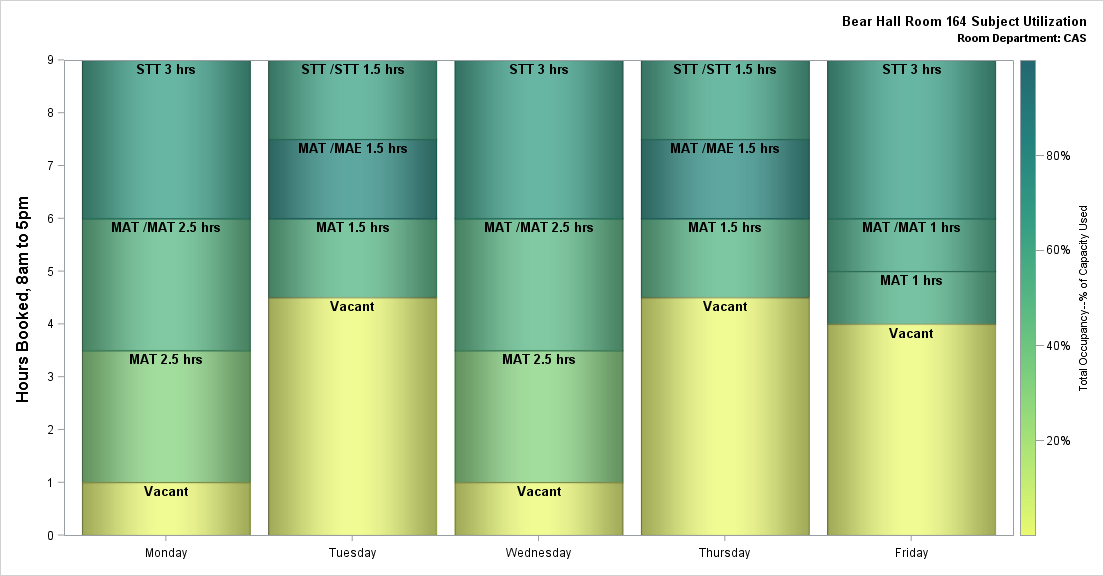 Bear Hall Room 164 Subject Utilization
Room Department: CAS
Hours Booked, 8am to 5pm
9
8
7
6
5
4
3
2
1
0
STT 3 hrs
MAT /MAT 2.5 hrs
MAT 2.5 hrs
Vacant
STT /STT 1.5 hrs
MAT /MAE 1.5 hrs
MAT 1.5 hrs
Vacant
STT 3 hrs
MAT /MAT 2.5 hrs
MAT 2.5 hrs
Vacant
STT /STT 1.5 hrs
MAT /MAE 1.5 hrs
MAT 1.5 hrs
Vacant
STT 3 hrs
MAT /MAT 1 hrs
MAT 1 hrs
Vacant
Monday
Tuesday
Wednesday
Thursday
Friday
80%
60%
40%
20%
Total Occupancy--% of Capacity Used